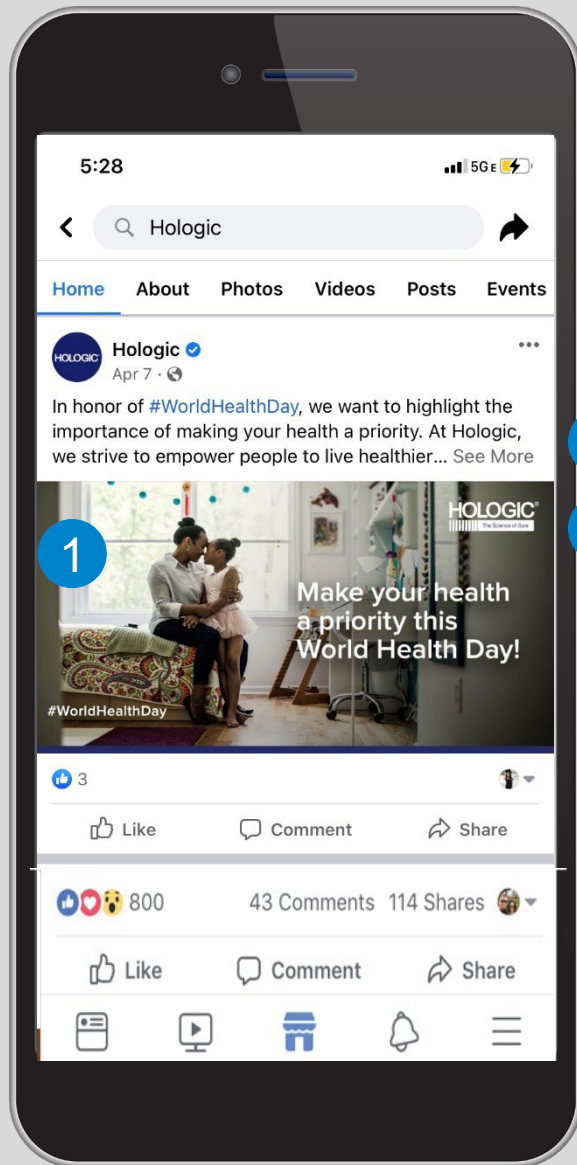 5:28
5G E
Hologic
Home About Photos Videos Posts Events
HOLOGIC
Hologic
Apr 7 ·
In honor of #WorldHealthDay, we want to highlight the
importance of making your health a priority. At Hologic,
we strive to empower people to live healthier... See More
HOLOGIC®
The Science of Sure
1
Make your health
a priority this
World Health Day!
#WorldHealthDay
3
Like Comment Share
800 43 Comments 114 Shares
Like Comment Share